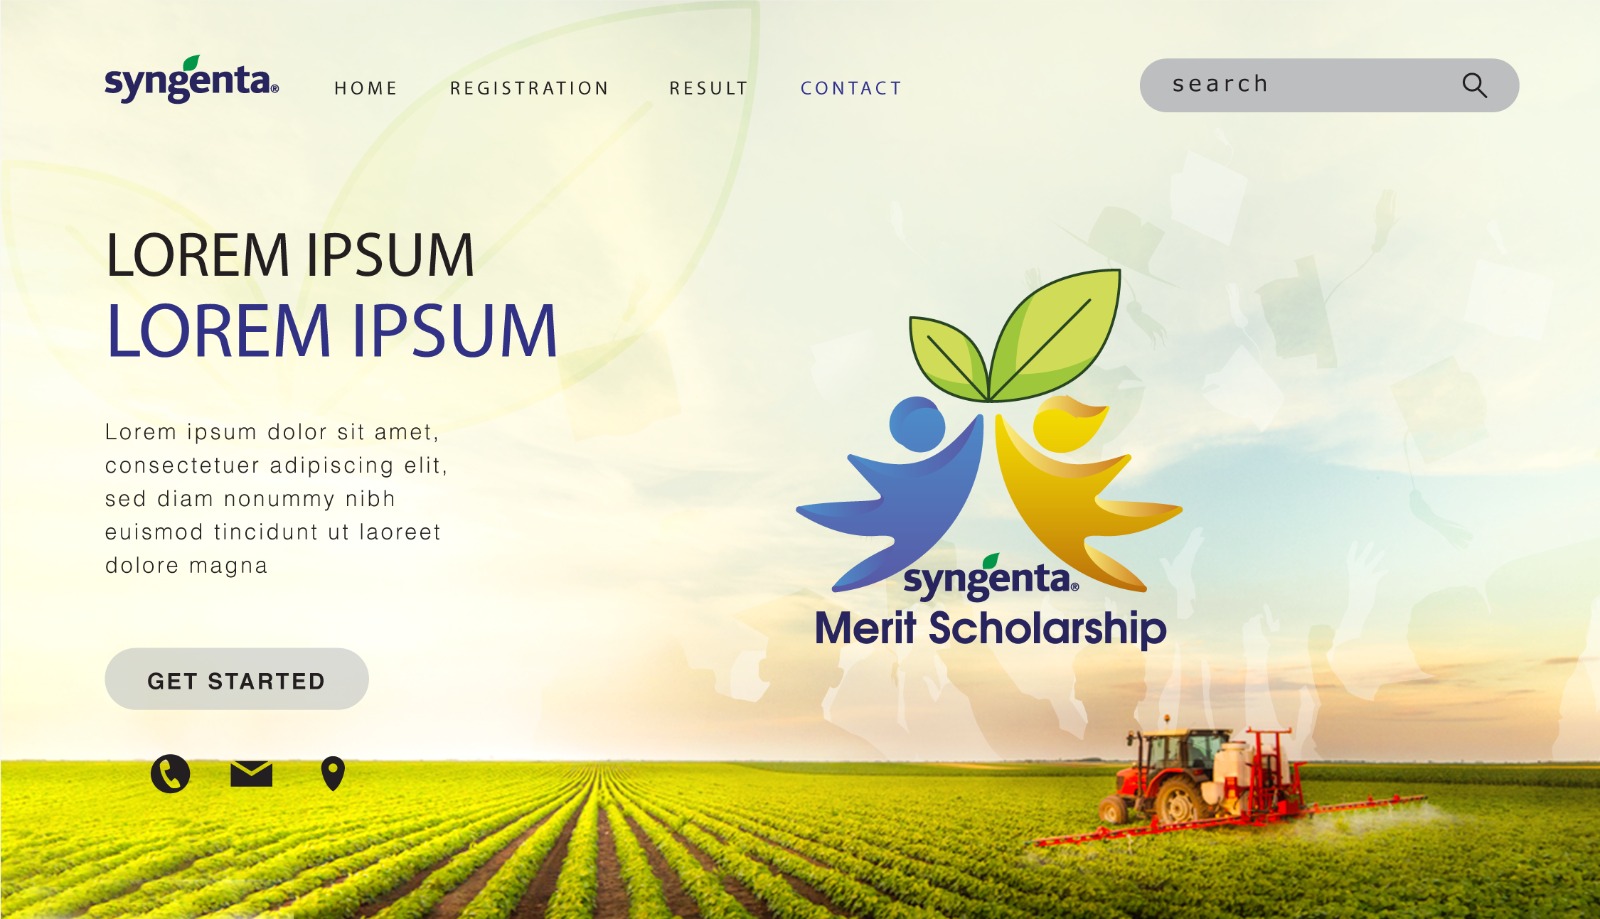 syngenta®
HOME REGISTRATION RESULT CONTACT
search
LOREM IPSUM
LOREM IPSUM
Lorem ipsum dolor sit amet,
consectetuer adipiscing elit,
sed diam nonummy nibh
euismod tincidunt ut laoreet
dolore magna
GET STARTED
syngenta®
Merit Scholarship